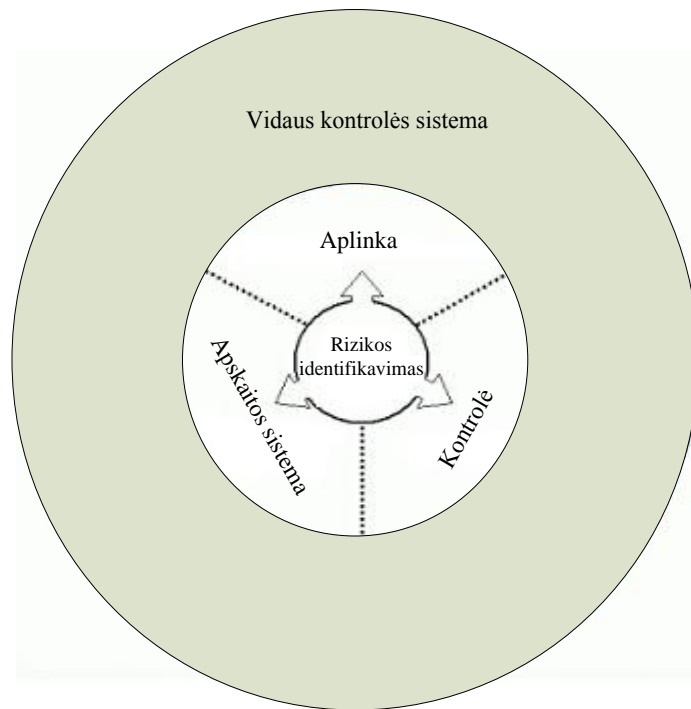 Vidaus kontrolės sistema
Aplinka
Rizikos
identifikavimas
Apskaitos sistema
Kontrolė